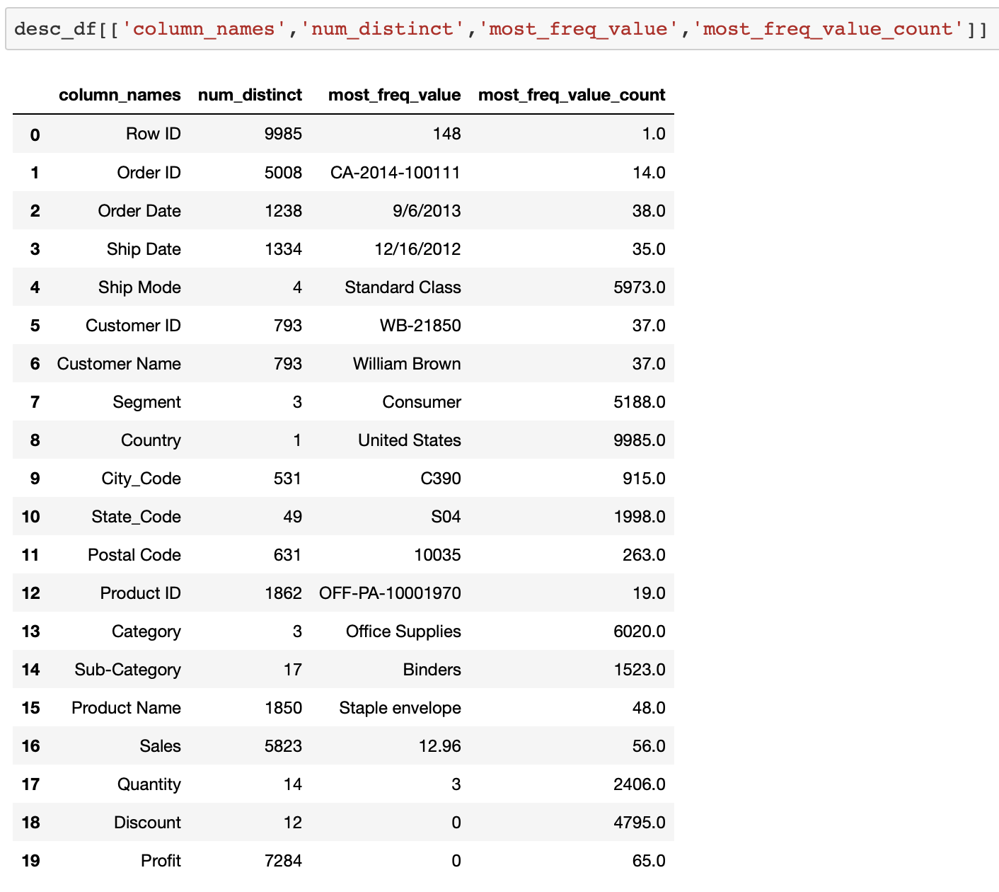 desc_df[['column_names','num_distinct','most_freq_value','most_freq_value_count']]
column_names num_distinct most_freq_value most_freq_value_count
0 Row ID 9985 148 1.0
1 Order ID 5008 CA-2014-100111 14.0
2 Order Date 1238 9/6/2013 38.0
3 Ship Date 1334 12/16/2012 35.0
4 Ship Mode 4 Standard Class 5973.0
5 Customer ID 793 WB-21850 37.0
6 Customer Name 793 William Brown 37.0
7 Segment 3 Consumer 5188.0
8 Country 1 United States 9985.0
9 City_Code 531 C390 915.0
10 State_Code 49 S04 1998.0
11 Postal Code 631 10035 263.0
12 Product ID 1862 OFF-PA-10001970 19.0
13 Category 3 Office Supplies 6020.0
14 Sub-Category 17 Binders 1523.0
15 Product Name 1850 Staple envelope 48.0
16 Sales 5823 12.96 56.0
17 Quantity 14 3 2406.0
18 Discount 12 0 4795.0
19 Profit 7284 0 65.0